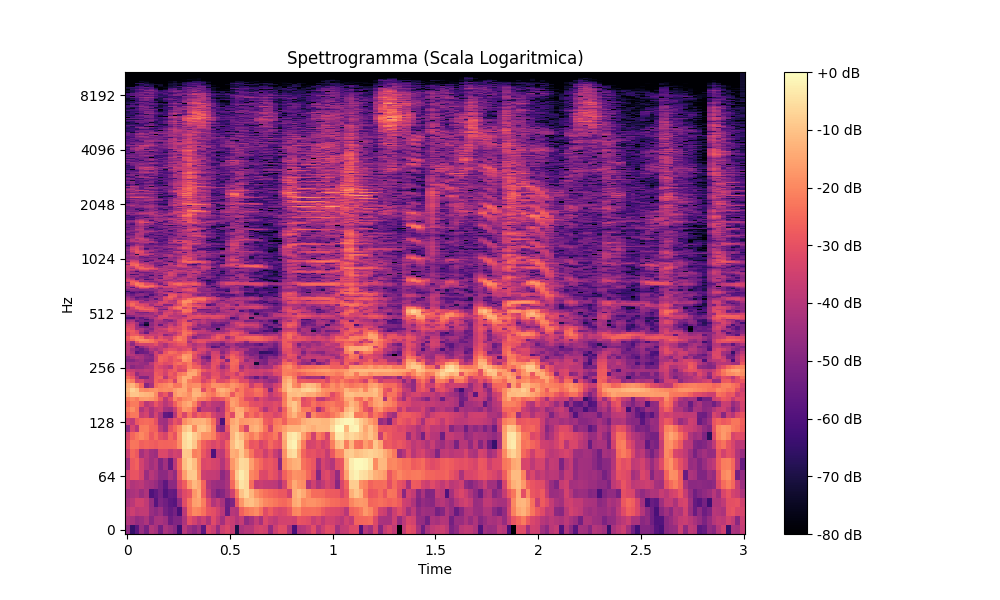 Spettrogramma (Scala Logaritmica)
Hz
8192
4096
2048
1024
512
256
128
64
0
0 0.5 1 1.5 2 2.5 3
Time
+0 dB
-10 dB
-20 dB
-30 dB
-40 dB
-50 dB
-60 dB
-70 dB
-80 dB